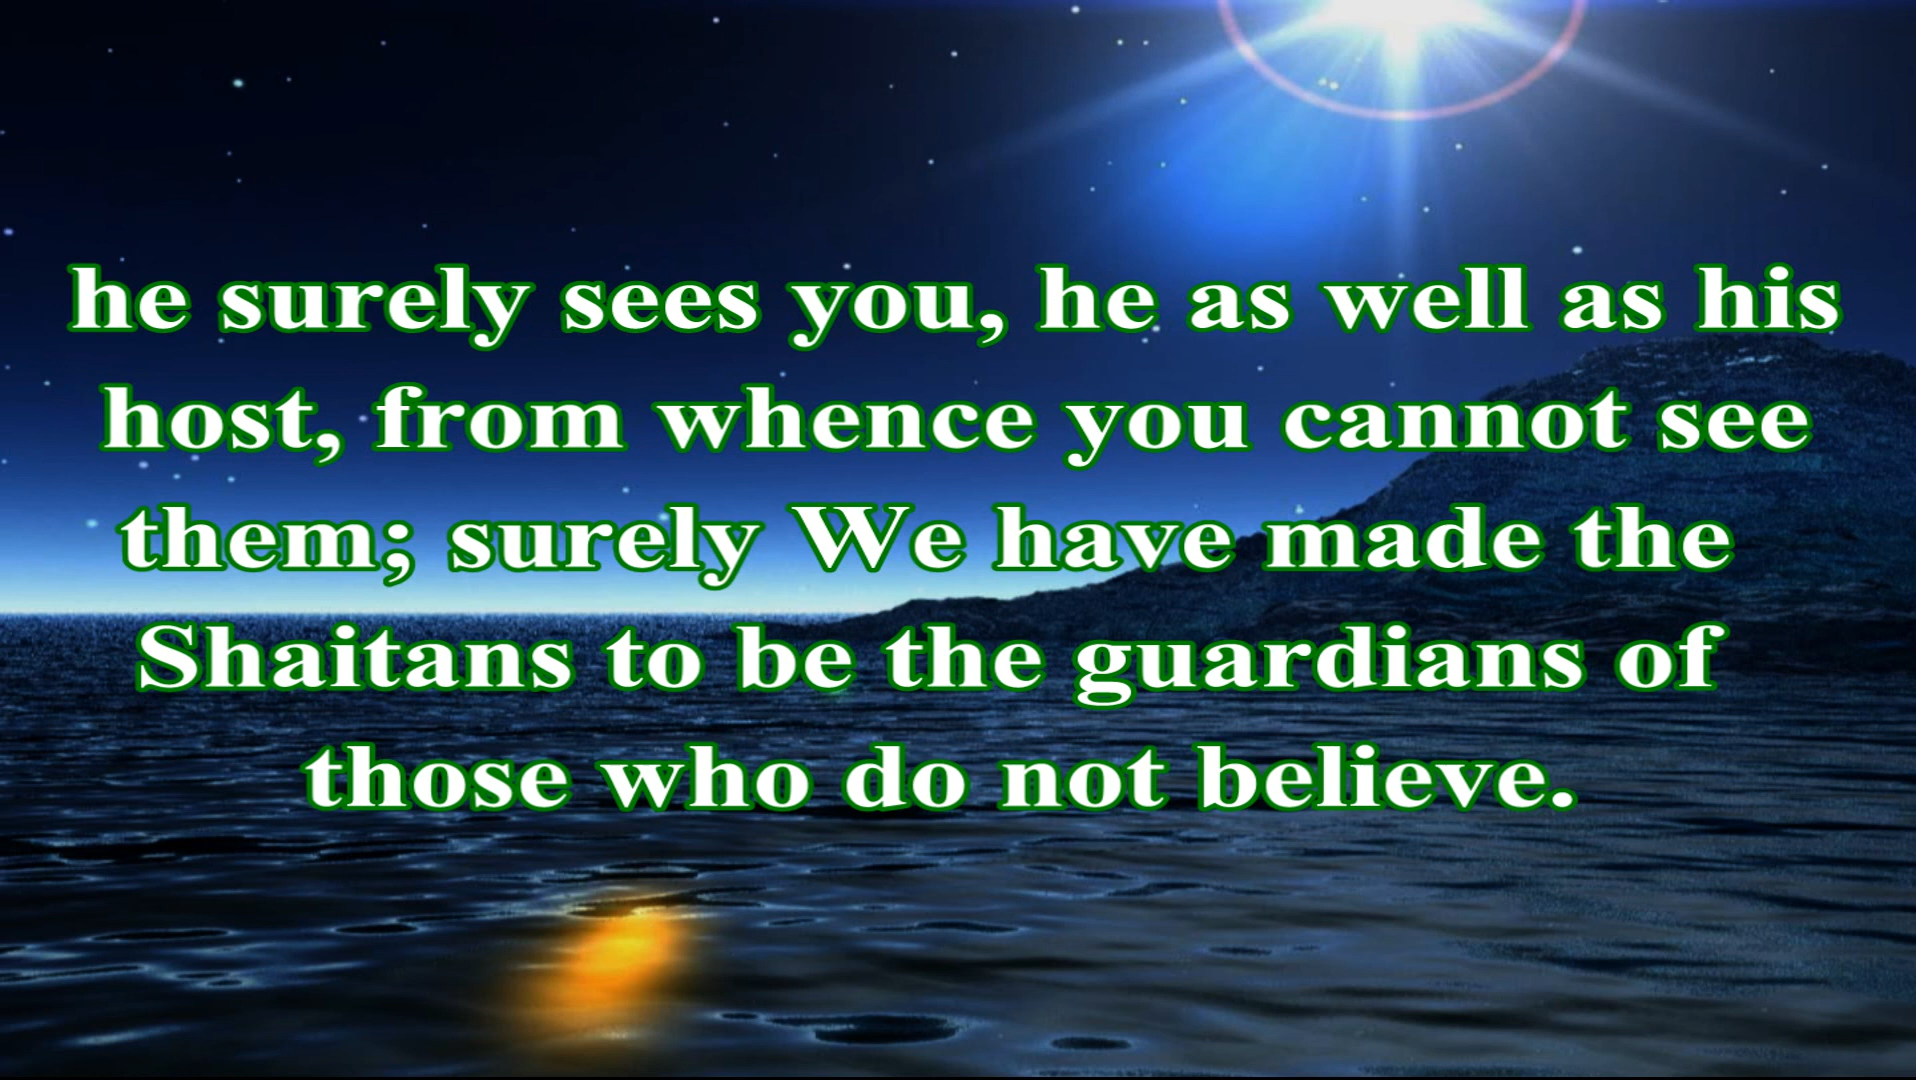 he surely sees you, he as well as his
host, from whence you cannot see
them; surely We have made the
Shaitans to be the guardians of
those who do not believe.